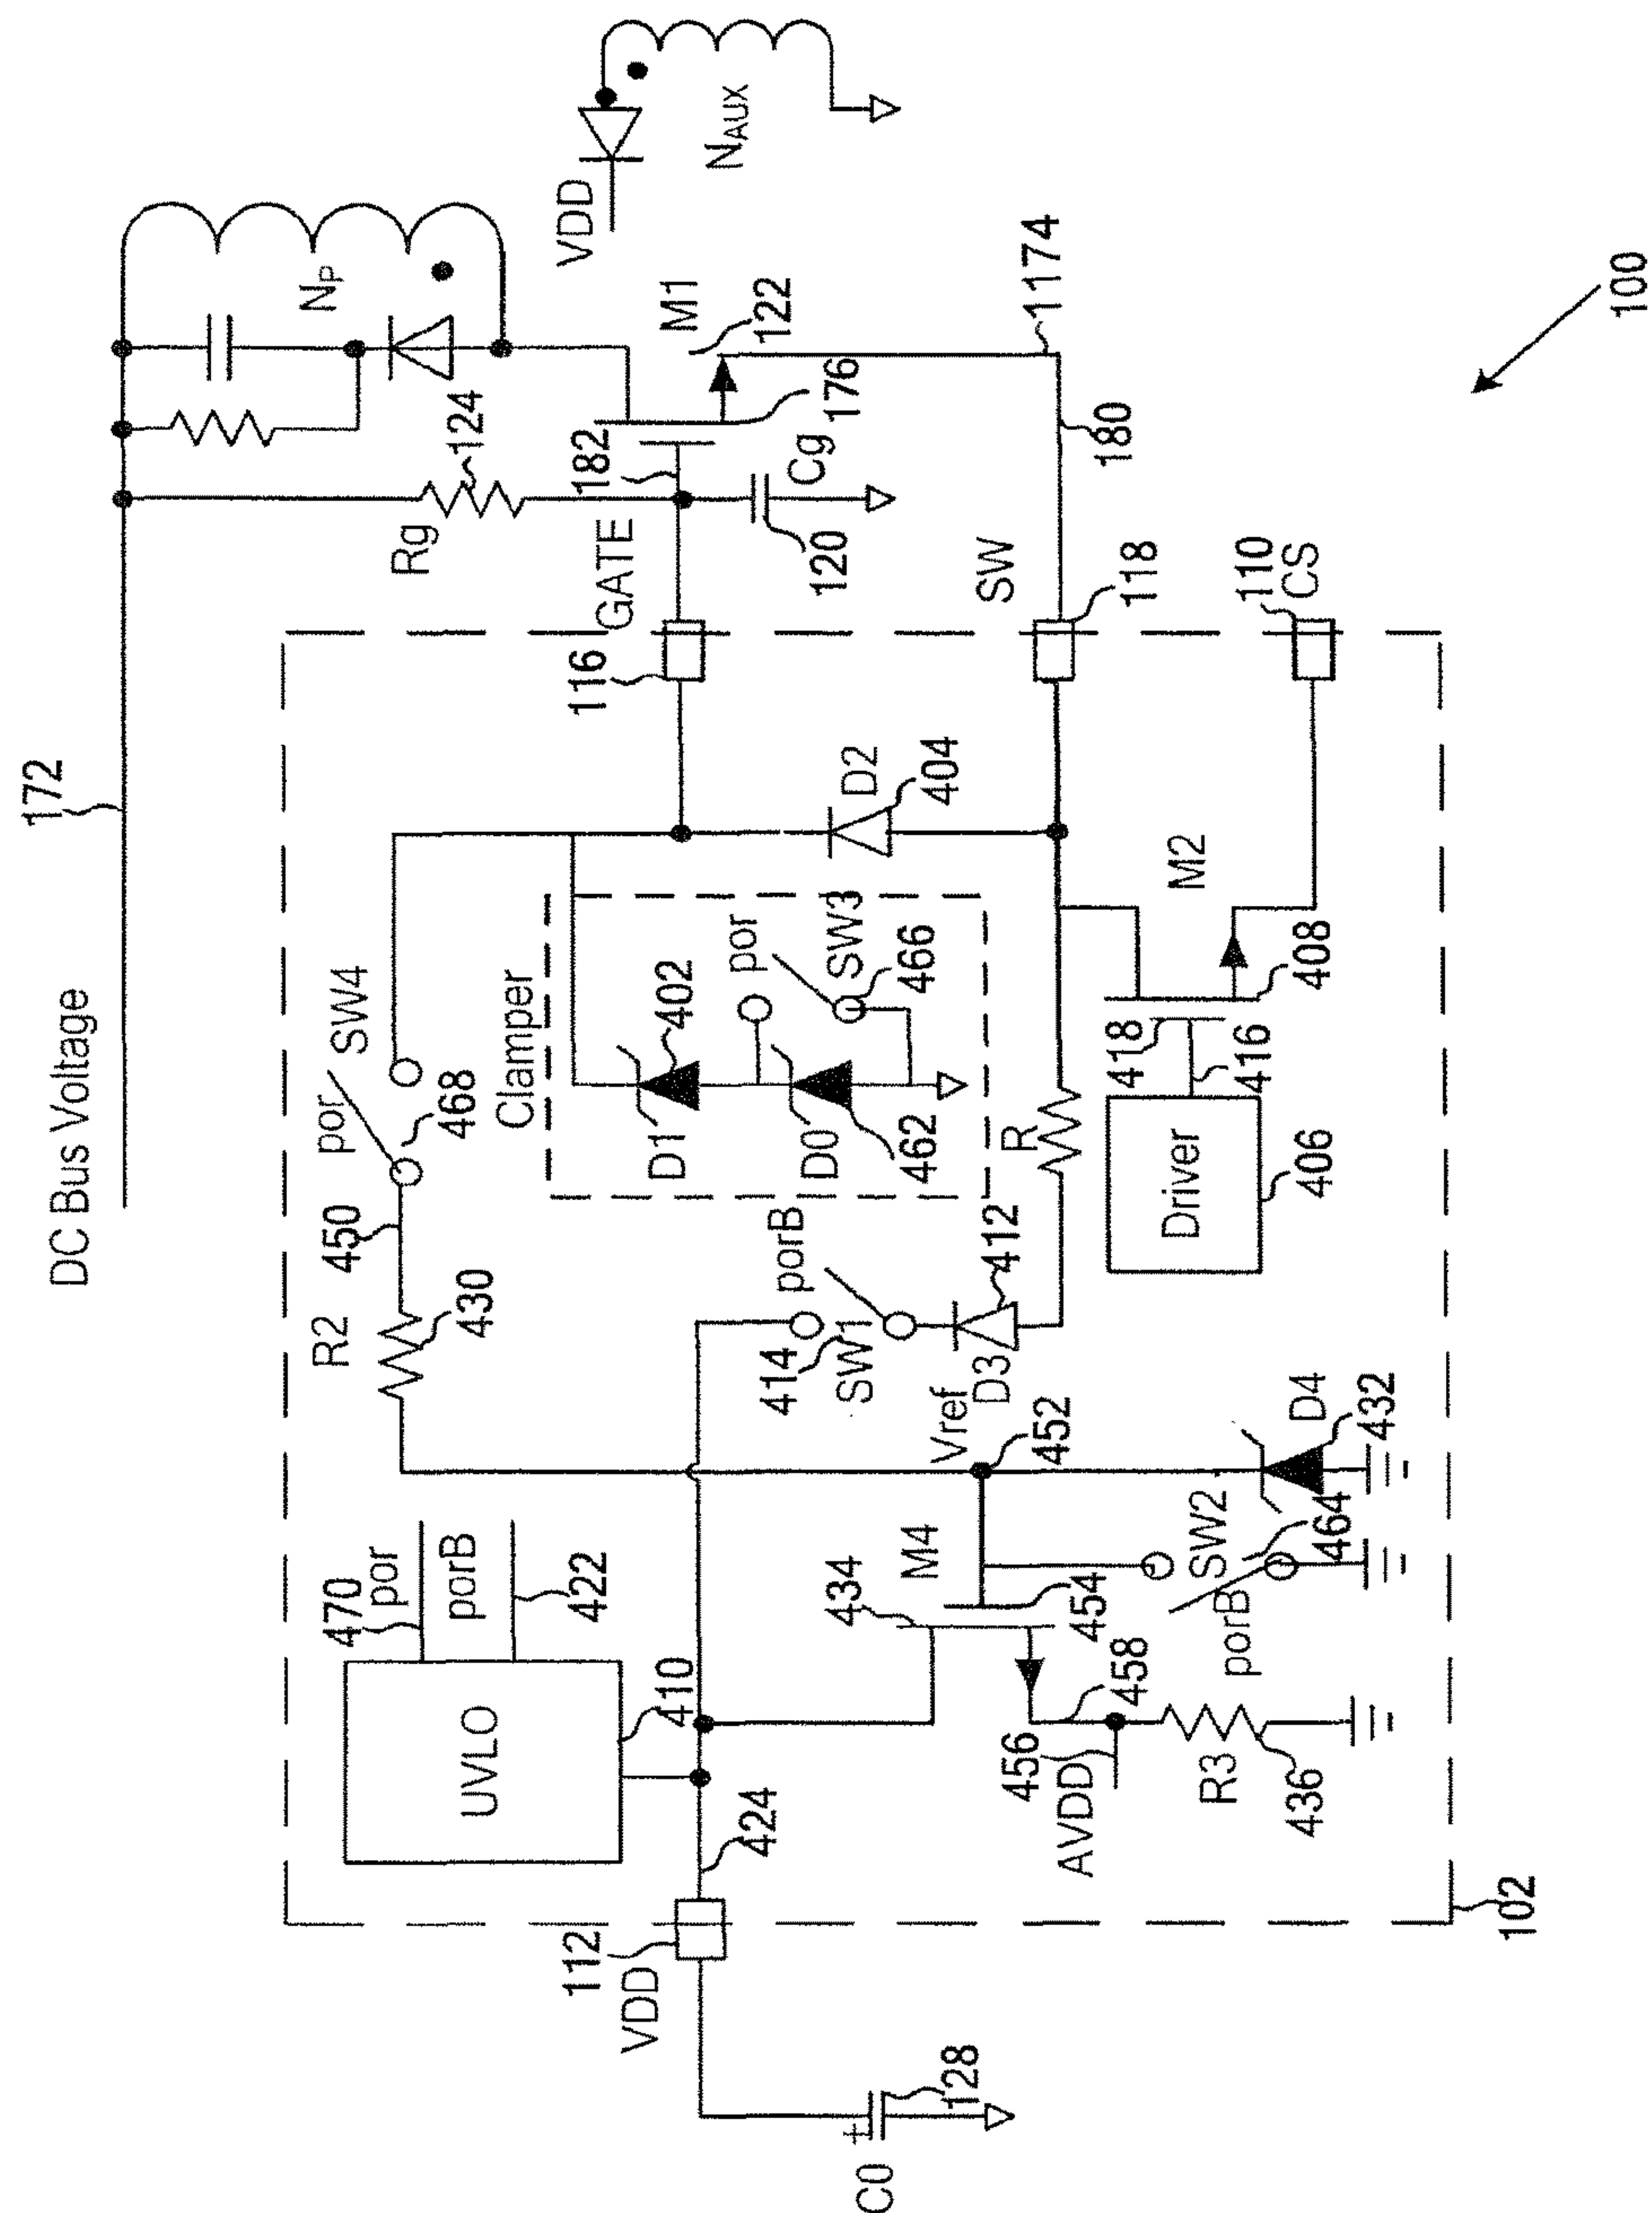 DC Bus Voltage
172
Rg
124
NP
VDD
NAUX
M1
122
176
182
GATE
116
120
Cg
1174
180
SW
118
110
CS
100
SW4
por
468
450
R2
430
Clamper
D1
402
por
SW3
466
D0
462
D2
404
M2
408
418
416
Driver
406
R
porB
SW1
414
412
D3
Vref
452
D4
432
SW2
464
porB
470
por
porB
422
UVLO
410
M4
434
454
458
456
AVDD
R3
436
424
112
VDD
102
+
C0
128